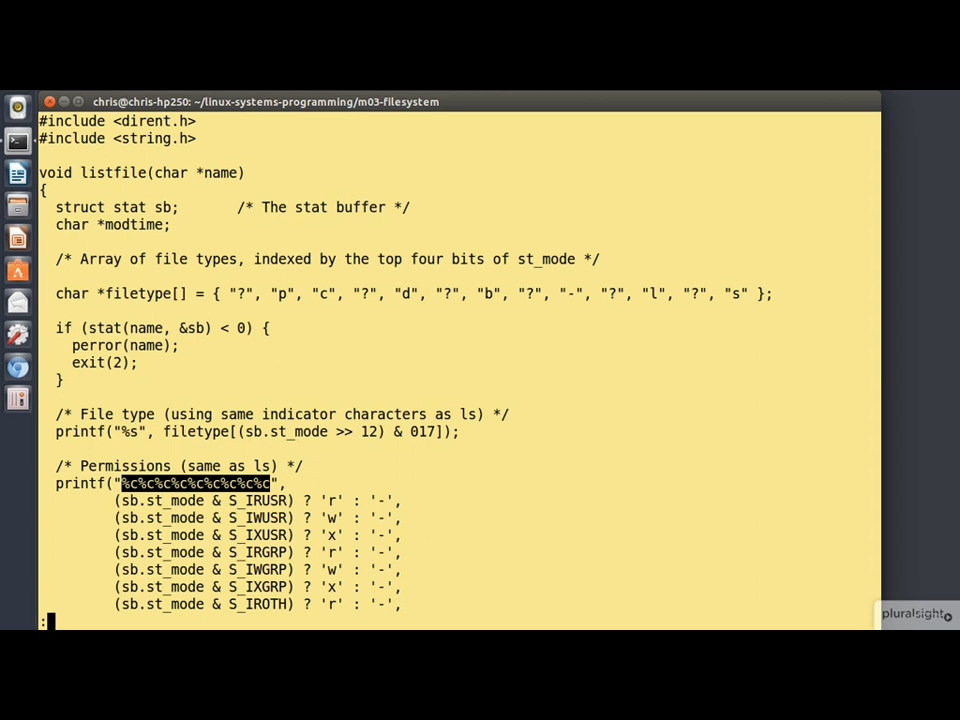 chris@chris-hp250: ~/linux-systems-programming/m03-filesystem
#include <dirent.h>
#include <string.h>
void listfile(char *name)
{
  struct stat sb;       /* The stat buffer */
  char *modtime;
  /* Array of file types, indexed by the top four bits of st_mode */
  char *filetype[] = { "?", "p", "c", "?", "d", "?", "b", "?", "-", "?", "l", "?", "s" };
  if (stat(name, &sb) < 0) {
    perror(name);
    exit(2);
  }
  /* File type (using same indicator characters as ls) */
  printf("%s", filetype[(sb.st_mode >> 12) & 017]);
  /* Permissions (same as ls) */
  printf("%c%c%c%c%c%c%c%c%c",
         (sb.st_mode & S_IRUSR) ? 'r' : '-',
         (sb.st_mode & S_IWUSR) ? 'w' : '-',
         (sb.st_mode & S_IXUSR) ? 'x' : '-',
         (sb.st_mode & S_IRGRP) ? 'r' : '-',
         (sb.st_mode & S_IWGRP) ? 'w' : '-',
         (sb.st_mode & S_IXGRP) ? 'x' : '-',
         (sb.st_mode & S_IROTH) ? 'r' : '-',
:
pluralsight